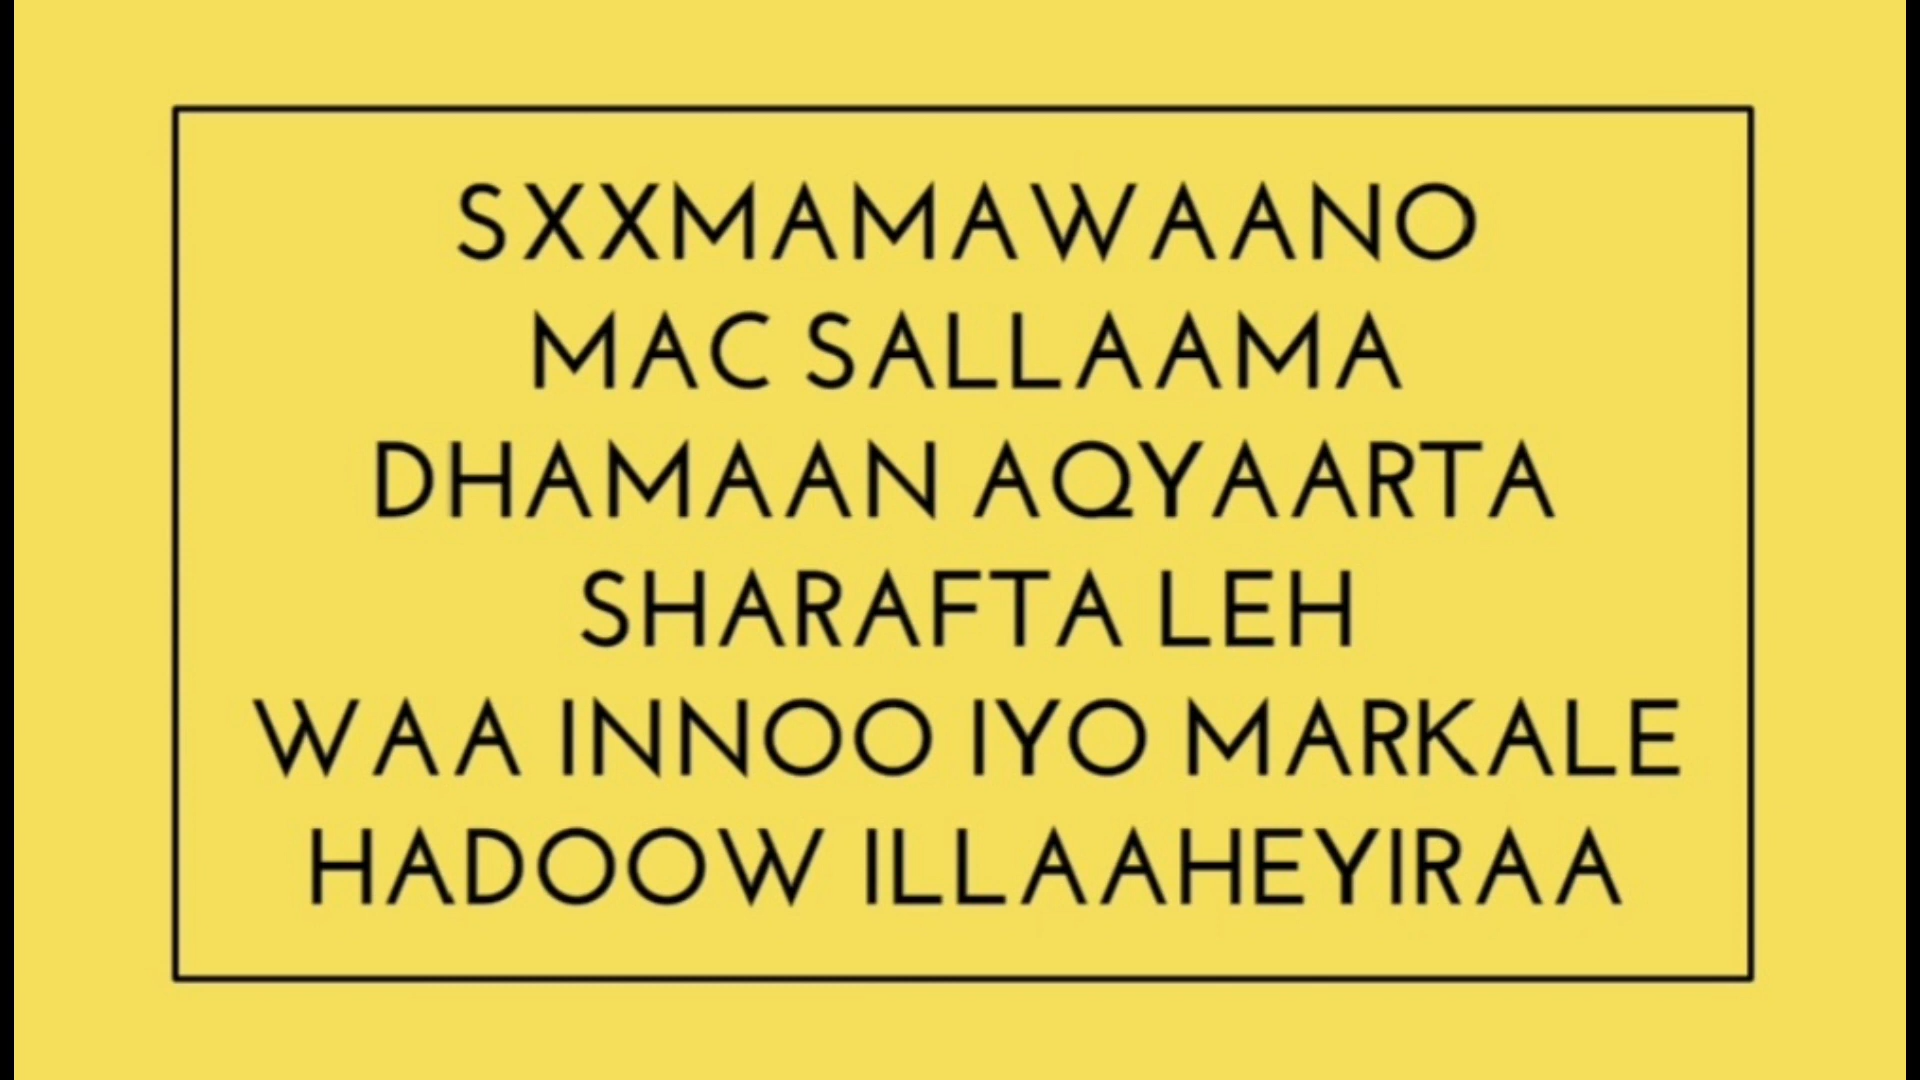 SXXMAMAWAANO
MAC SALLAAMA
DHAMAAN AQYAARTA
SHARAFTA LEH
WAA INNOO IYO MARKALE
HADOOW ILLAAHEYIRAA